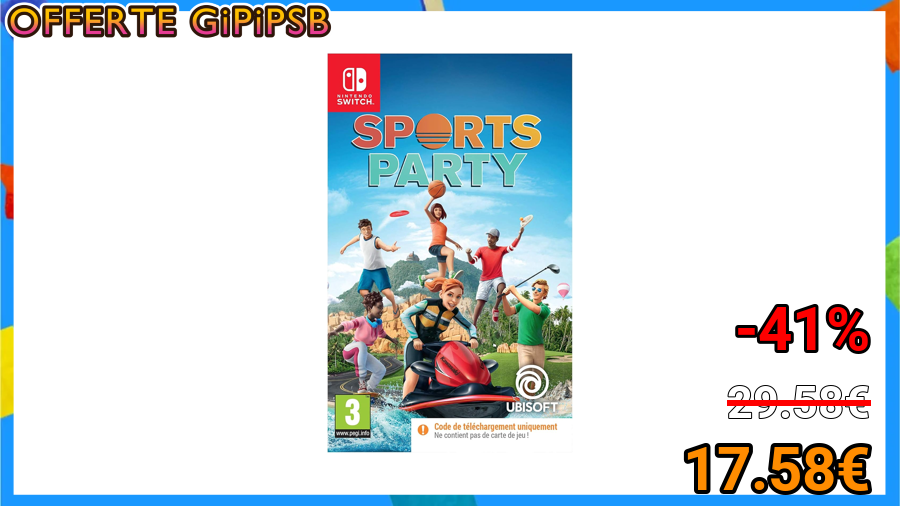 OFFERTE GiPiPSB
NINTENDO
SWITCH.
SPORTS
PARTY
UBISOFT
3
www.pegi.info
! Code de téléchargement uniquement
Ne contient pas de carte de jeu !
-41%
29.58€
17.58€